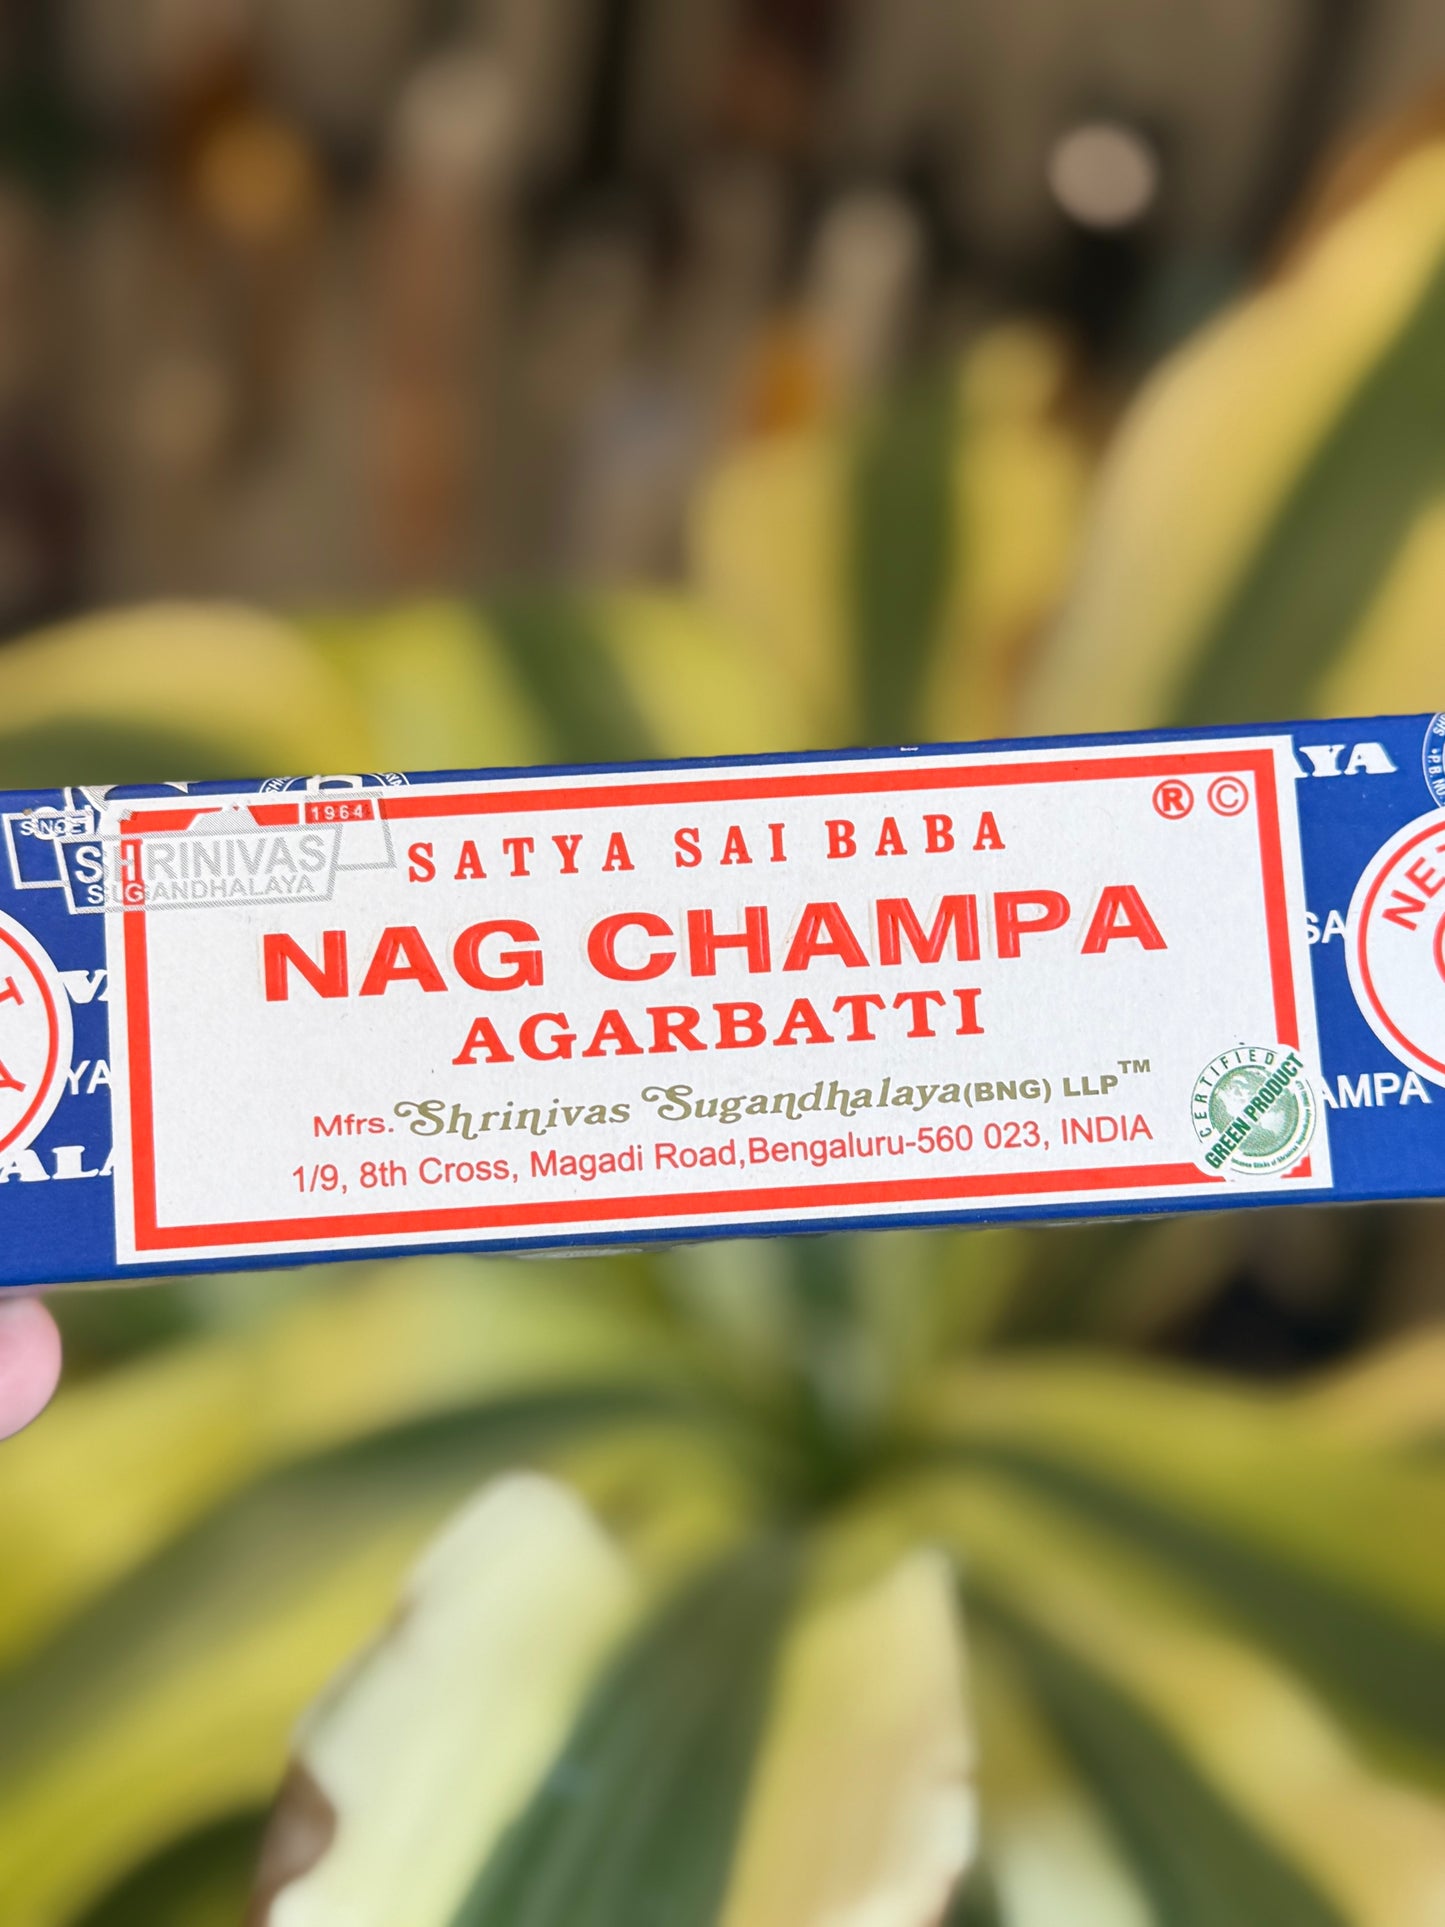 SINCE 1964
SHRINIVAS
SUGANDHALAYA
SATYA SAI BABA
® ©
NAG CHAMPA
AGARBATTI
Mfrs. Shrinivas Sugandhalaya (BNG) LLP™
1/9, 8th Cross, Magadi Road, Bengaluru-560 023, INDIA
CERTIFIED
GREEN PRODUCT